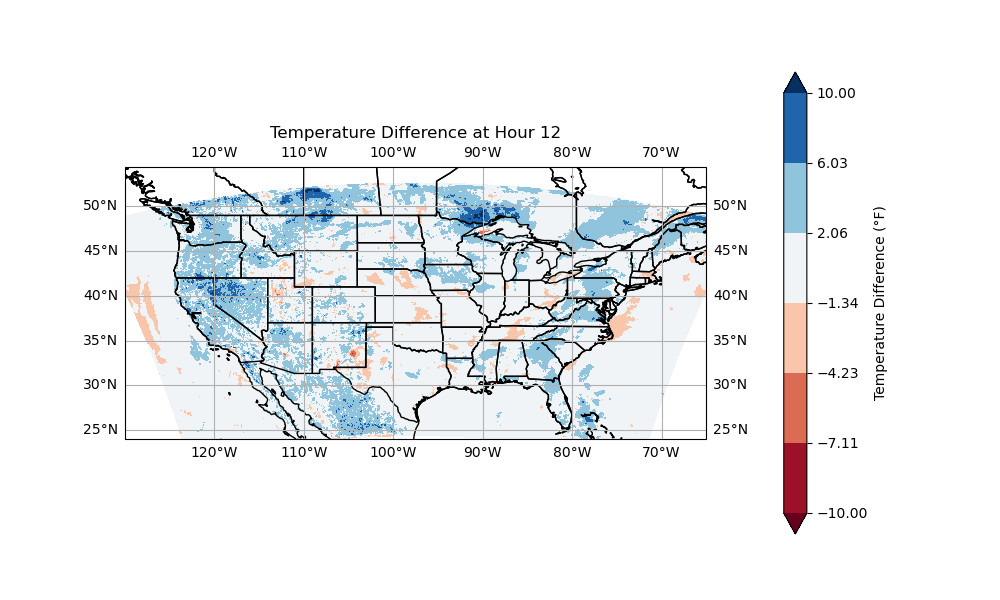 Temperature Difference at Hour 12
120°W 110°W 100°W 90°W 80°W 70°W
50°N 50°N
45°N 45°N
40°N 40°N
35°N 35°N
30°N 30°N
25°N 25°N
120°W 110°W 100°W 90°W 80°W 70°W
10.00
6.03
2.06
−1.34
−4.23
−7.11
−10.00
Temperature Difference (°F)